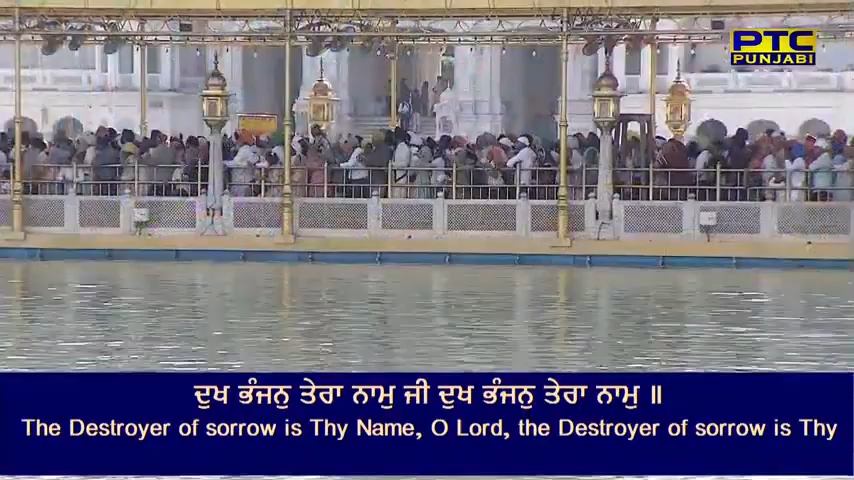 PTC
PUNJABI
ਦੁਖ ਭੰਜਨੁ ਤੇਰਾ ਨਾਮੁ ਜੀ ਦੁਖ ਭੰਜਨੁ ਤੇਰਾ ਨਾਮੁ ॥
The Destroyer of sorrow is Thy Name, O Lord, the Destroyer of sorrow is Thy